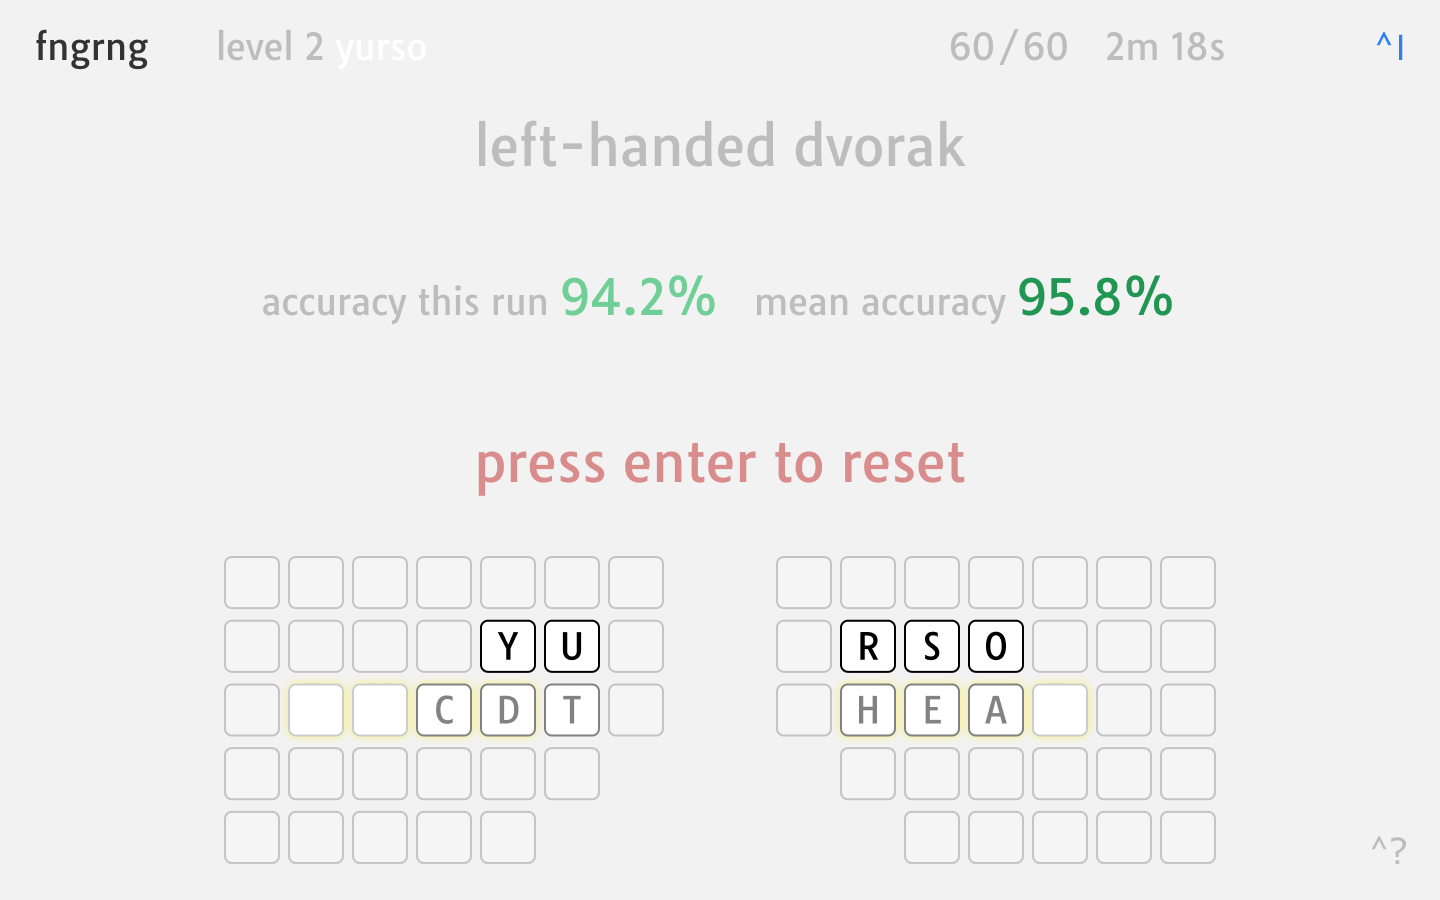 fngrng level 2 yurso 60/60 2m 18s ^|
left-handed dvorak
accuracy this run 94.2% mean accuracy 95.8%
press enter to reset
Y U R S O
C D T H E A
^?